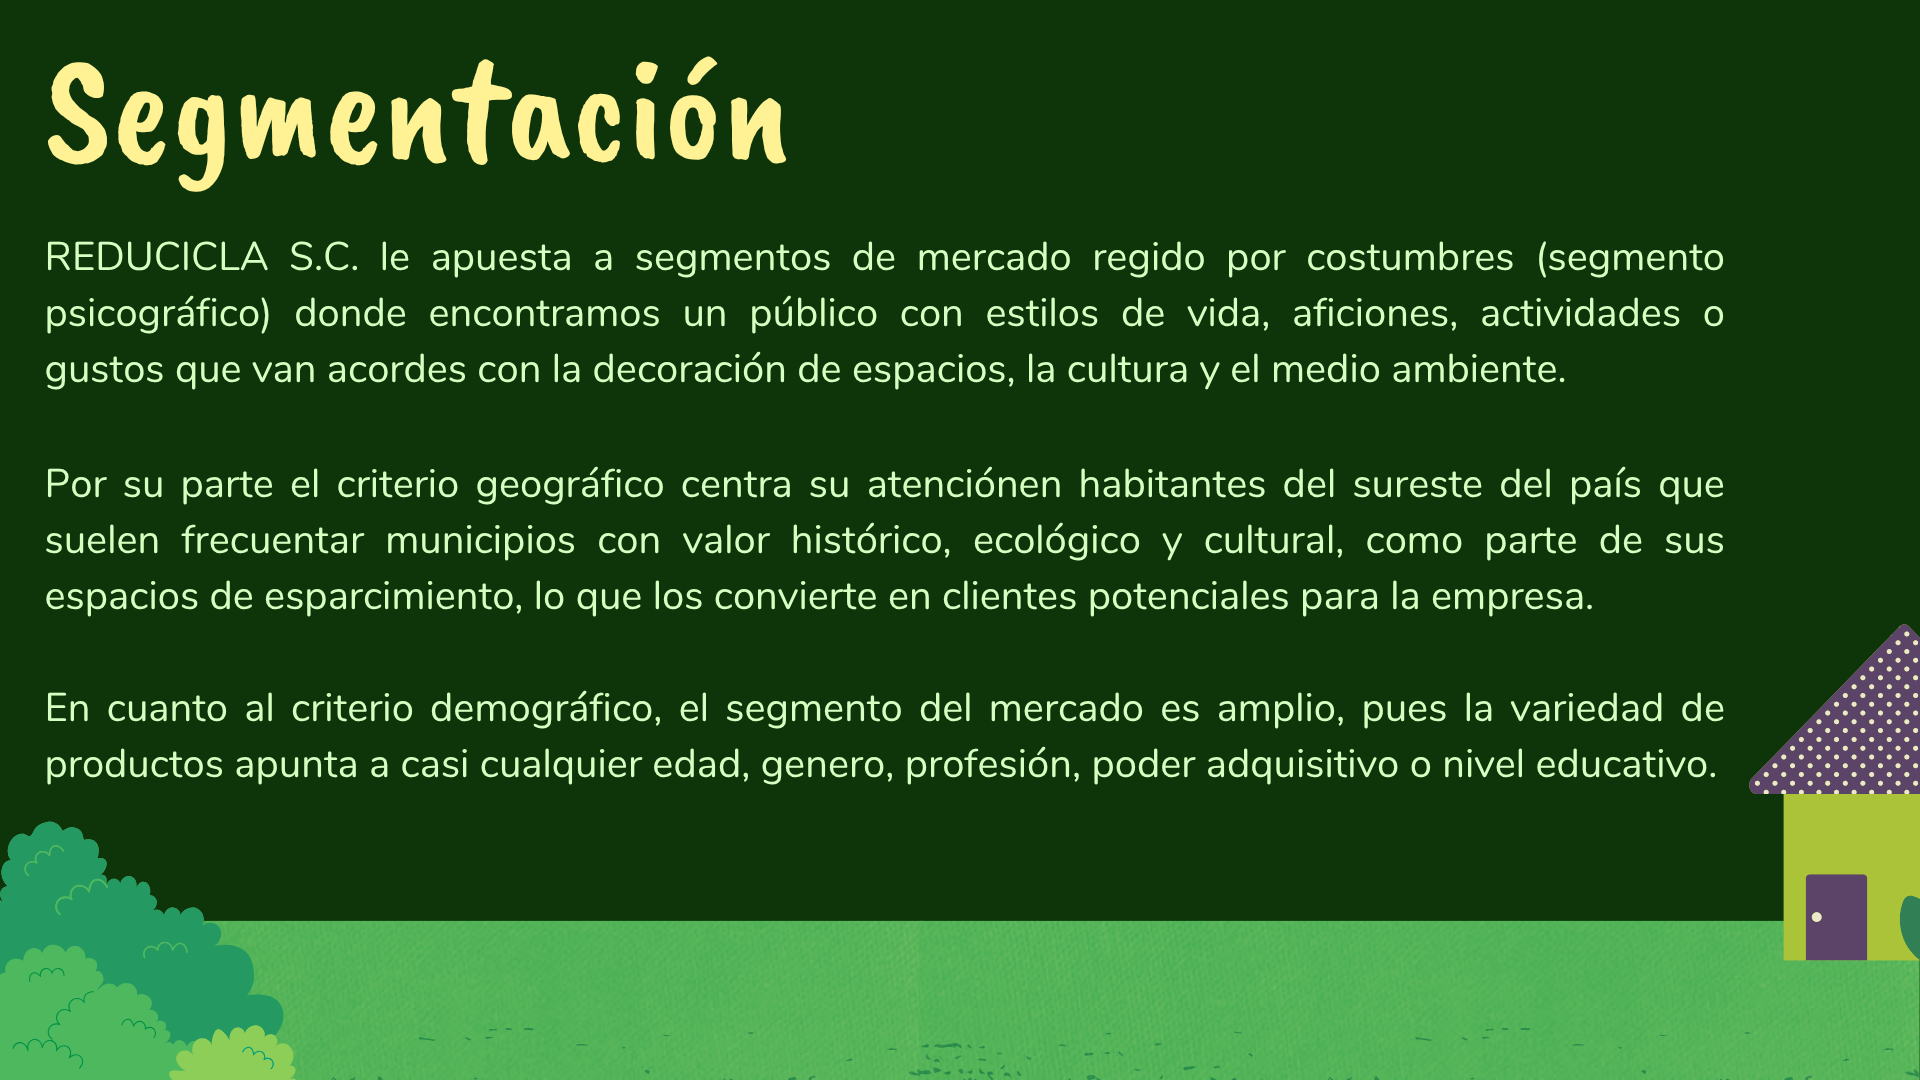 Segmentación
REDUCICLA S.C. le apuesta a segmentos de mercado regido por costumbres (segmento
psicográfico) donde encontramos un público con estilos de vida, aficiones, actividades o
gustos que van acordes con la decoración de espacios, la cultura y el medio ambiente.
Por su parte el criterio geográfico centra su atenciónen habitantes del sureste del país que
suelen frecuentar municipios con valor histórico, ecológico y cultural, como parte de sus
espacios de esparcimiento, lo que los convierte en clientes potenciales para la empresa.
En cuanto al criterio demográfico, el segmento del mercado es amplio, pues la variedad de
productos apunta a casi cualquier edad, genero, profesión, poder adquisitivo o nivel educativo.